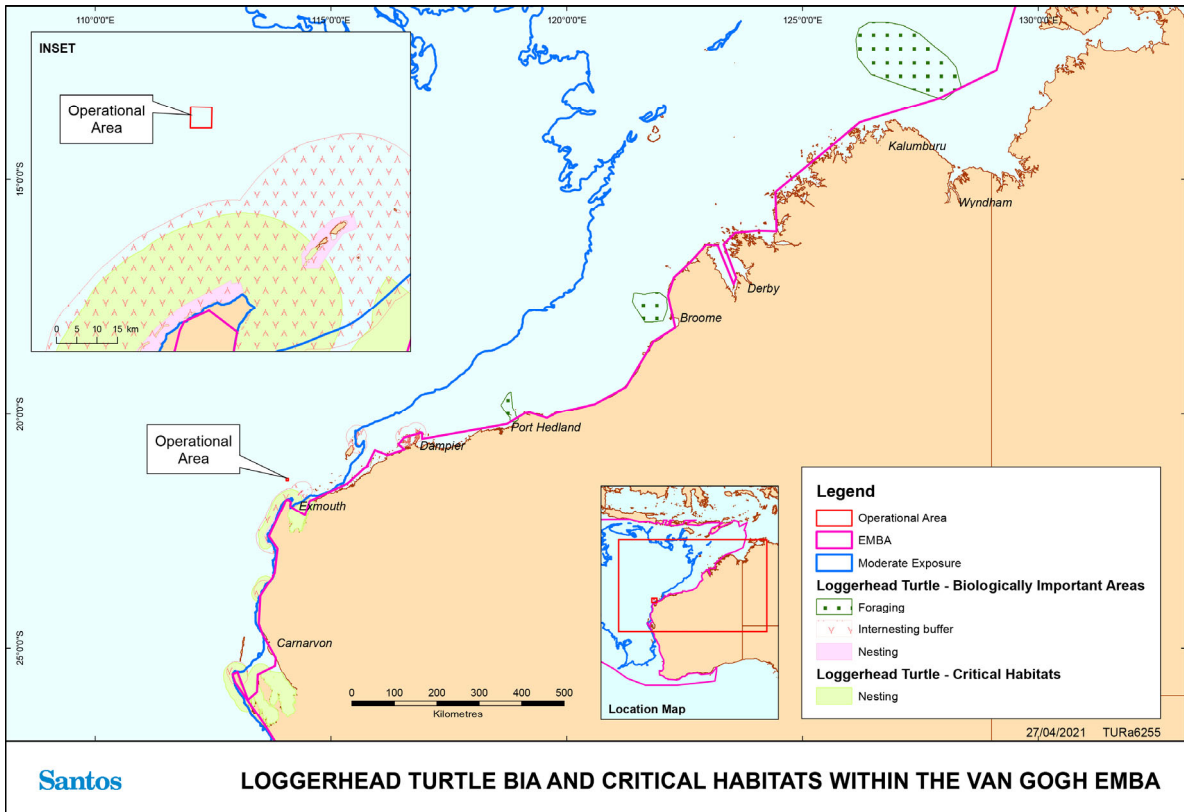 110°0'0"E
115°0'0"E
120°0'0"E
125°0'0"E
130°0'0"E
INSET
Operational
Area
0 5 10 15 km
15°0'0"S
20°0'0"S
25°0'0"S
Kalumburu
Wyndham
Derby
Broome
Port Hedland
Dampier
Operational
Area
Exmouth
Carnarvon
0 100 200 300 400 500
Kilometres
Location Map
Legend
Operational Area
EMBA
Moderate Exposure
Loggerhead Turtle - Biologically Important Areas
Foraging
Internesting buffer
Nesting
Loggerhead Turtle - Critical Habitats
Nesting
27/04/2021 TURa6255
Santos
LOGGERHEAD TURTLE BIA AND CRITICAL HABITATS WITHIN THE VAN GOGH EMBA